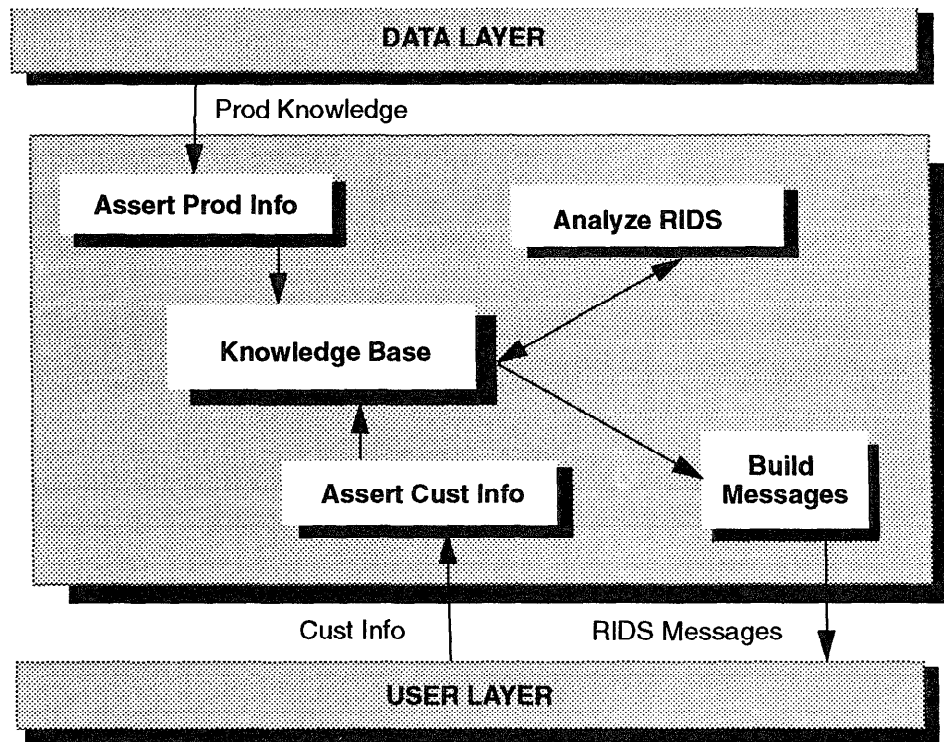 DATA LAYER
Prod Knowledge
Assert Prod Info
Analyze RIDS
Knowledge Base
Build
Messages
Assert Cust Info
Cust Info
RIDS Messages
USER LAYER